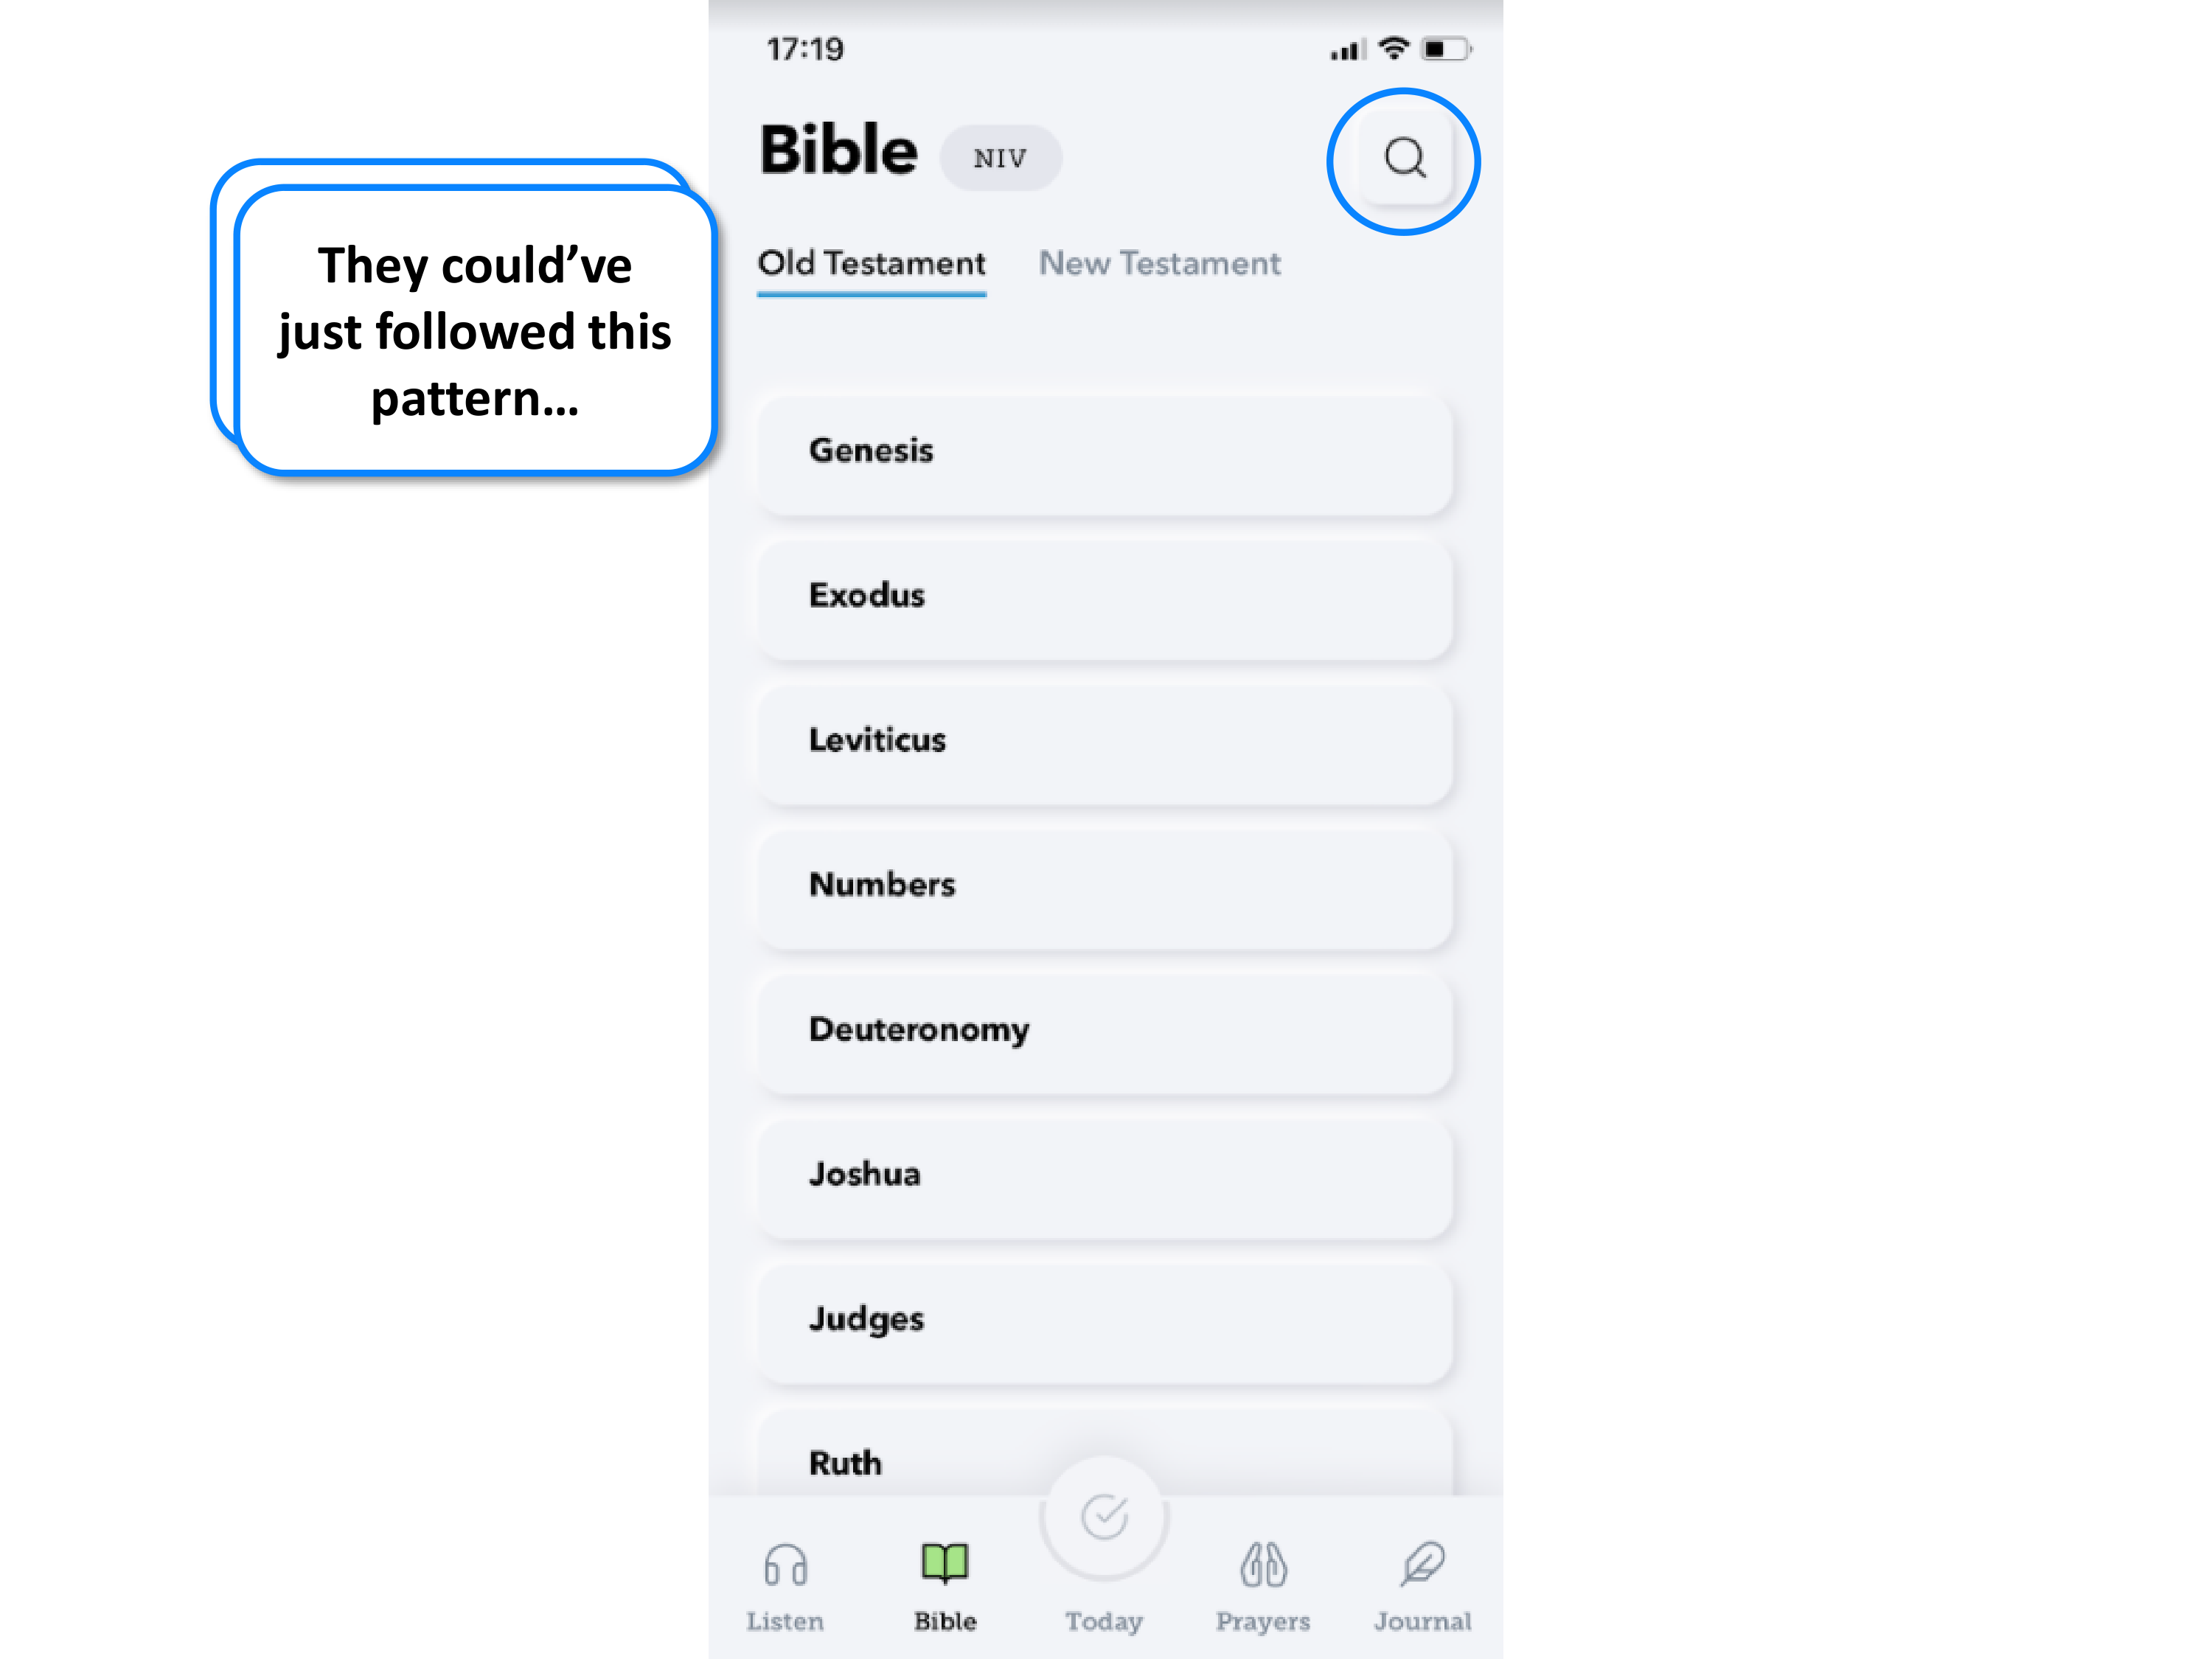 They could’ve
just followed this
pattern...
17:19
Bible NIV
Old Testament New Testament
Genesis
Exodus
Leviticus
Numbers
Deuteronomy
Joshua
Judges
Ruth
Listen Bible Today Prayers Journal